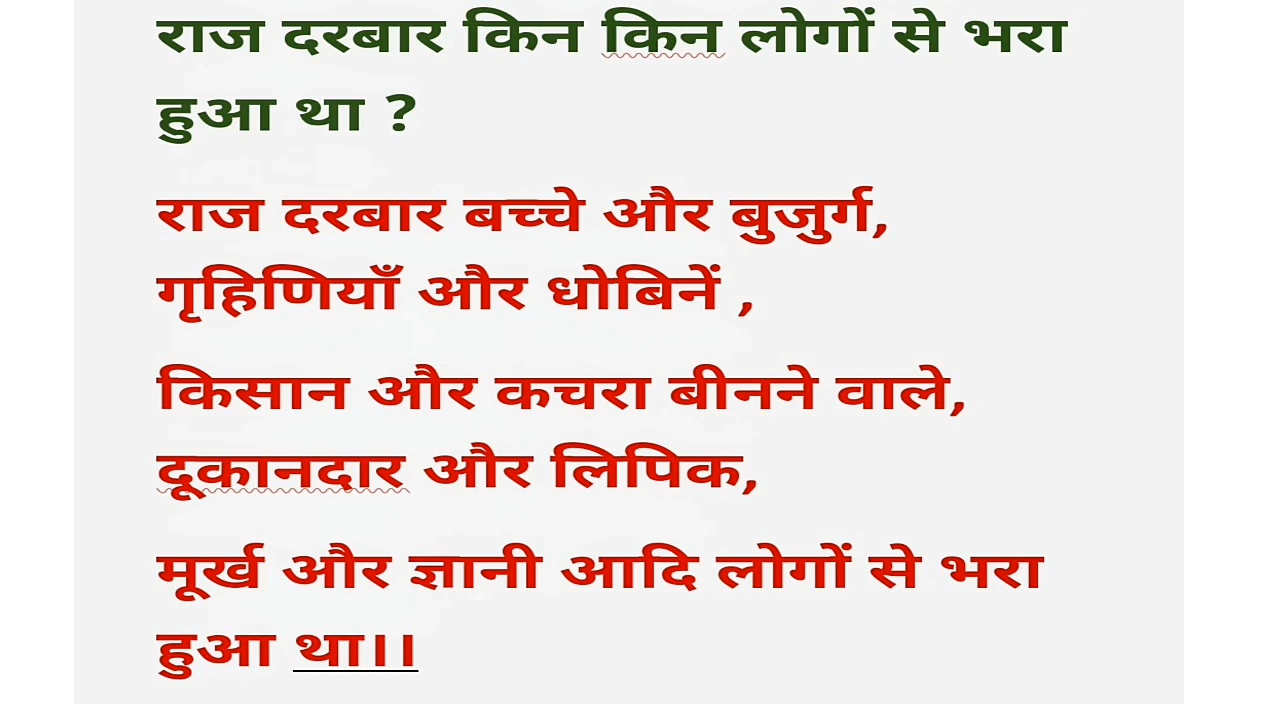 राज दरबार किन किन लोगों से भरा
हुआ था ?
राज दरबार बच्चे और बुजुर्ग,
गृहिणियाँ और धोबिनें ,
किसान और कचरा बीनने वाले,
दूकानदार और लिपिक,
मूर्ख और ज्ञानी आदि लोगों से भरा
हुआ था।।